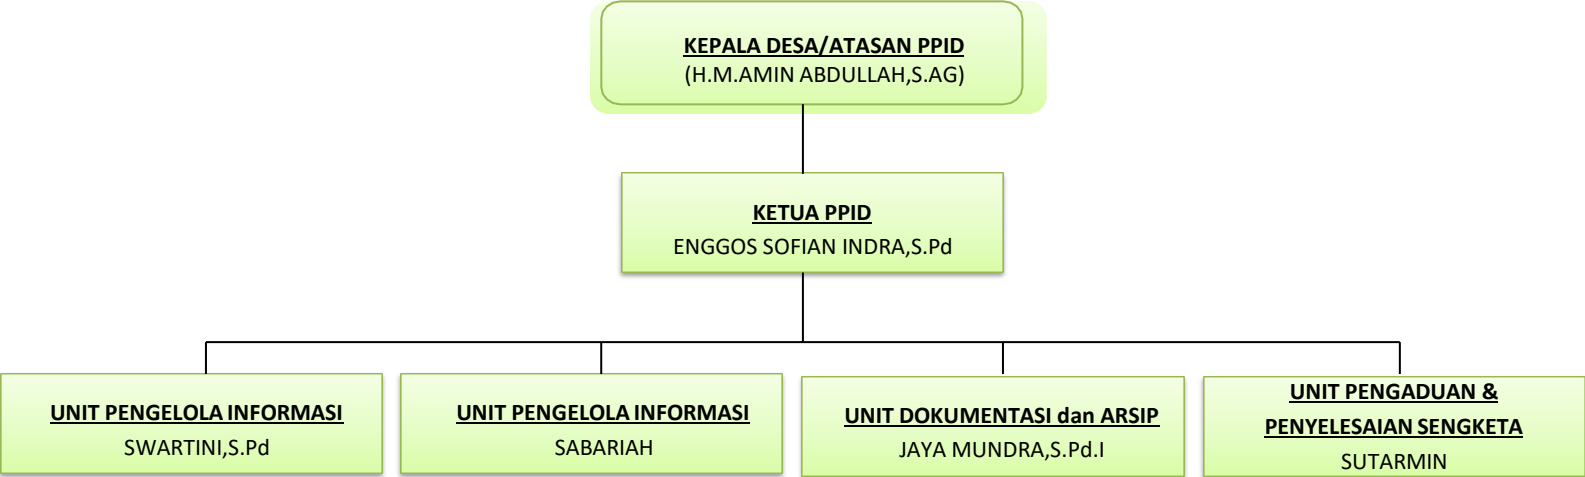 KEPALA DESA/ATASAN PPID
(H.M.AMIN ABDULLAH,S.AG)
KETUA PPID
ENGGOS SOFIAN INDRA,S.Pd
UNIT PENGELOLA INFORMASI
SWARTINI,S.Pd
UNIT PENGELOLA INFORMASI
SABARIAH
UNIT DOKUMENTASI dan ARSIP
JAYA MUNDRA,S.Pd.I
UNIT PENGADUAN &
PENYELESAIAN SENGKETA
SUTARMIN